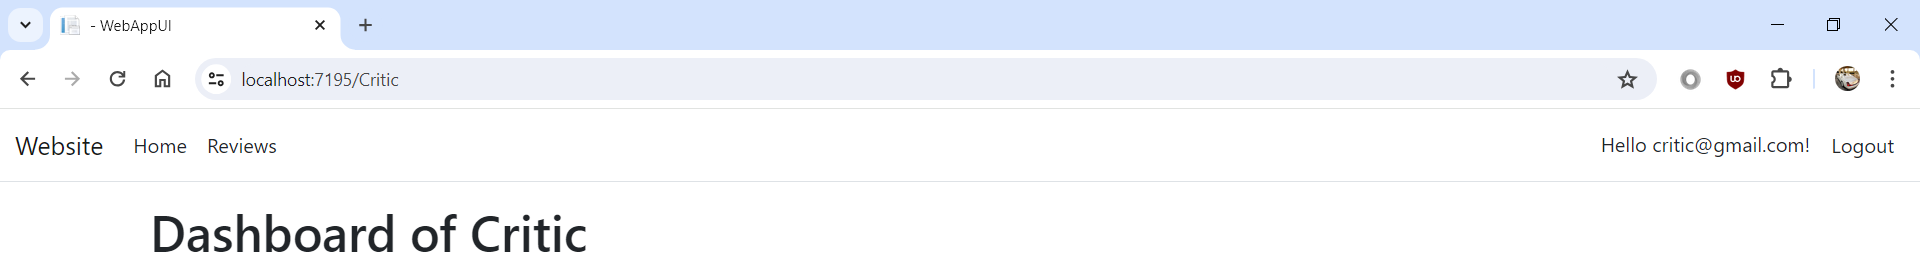 - WebAppUI
localhost:7195/Critic
Website Home Reviews Hello critic@gmail.com! Logout
Dashboard of Critic